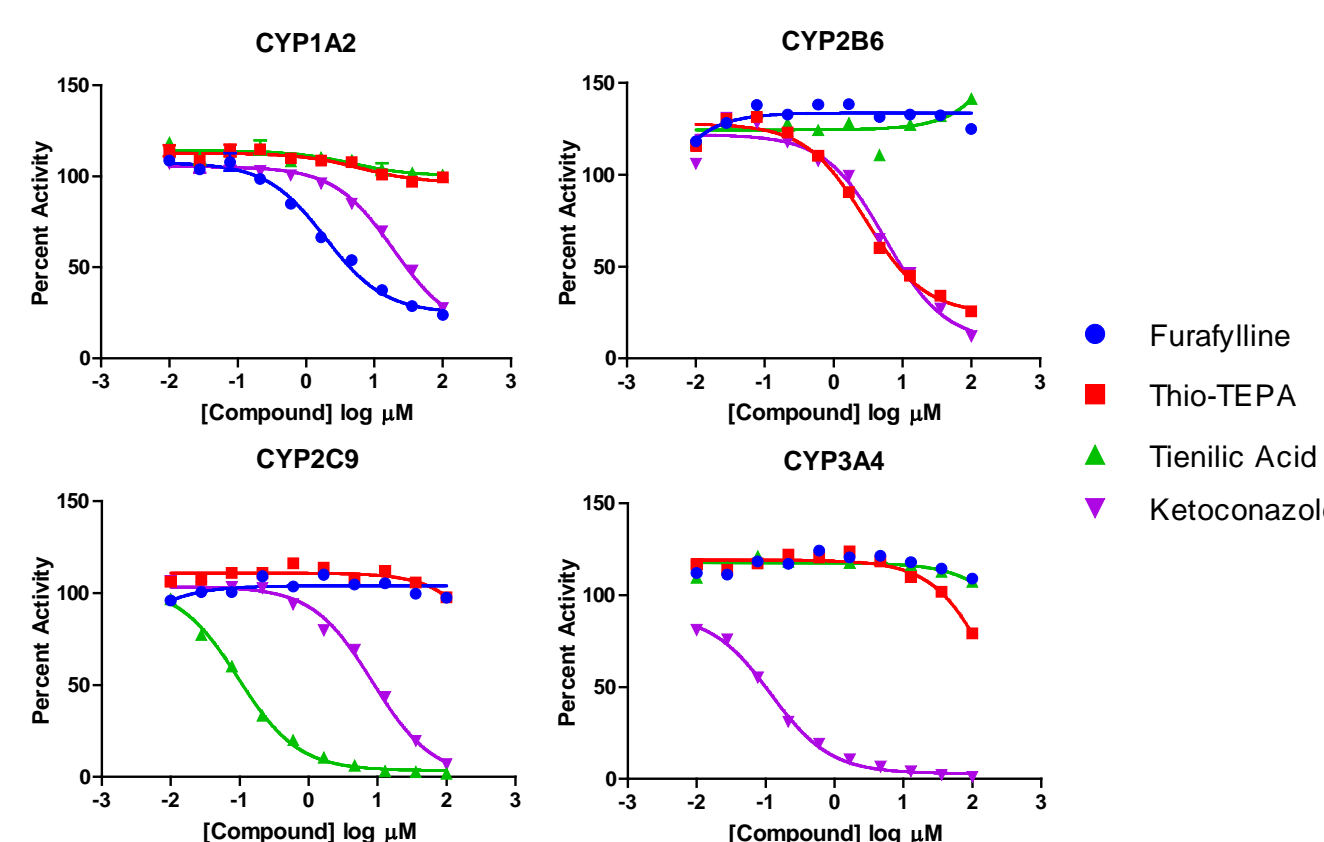 CYP1A2
150
100
50
0
Percent Activity
-3 -2 -1 0 1 2 3
[Compound] log μM
CYP2B6
150
100
50
0
Percent Activity
-3 -2 -1 0 1 2 3
[Compound] log μM
CYP2C9
150
100
50
0
Percent Activity
-3 -2 -1 0 1 2 3
[Compound] log μM
CYP3A4
150
100
50
0
Percent Activity
-3 -2 -1 0 1 2 3
[Compound] log μM
Furafylline
Thio-TEPA
Tienilic Acid
Ketoconazole